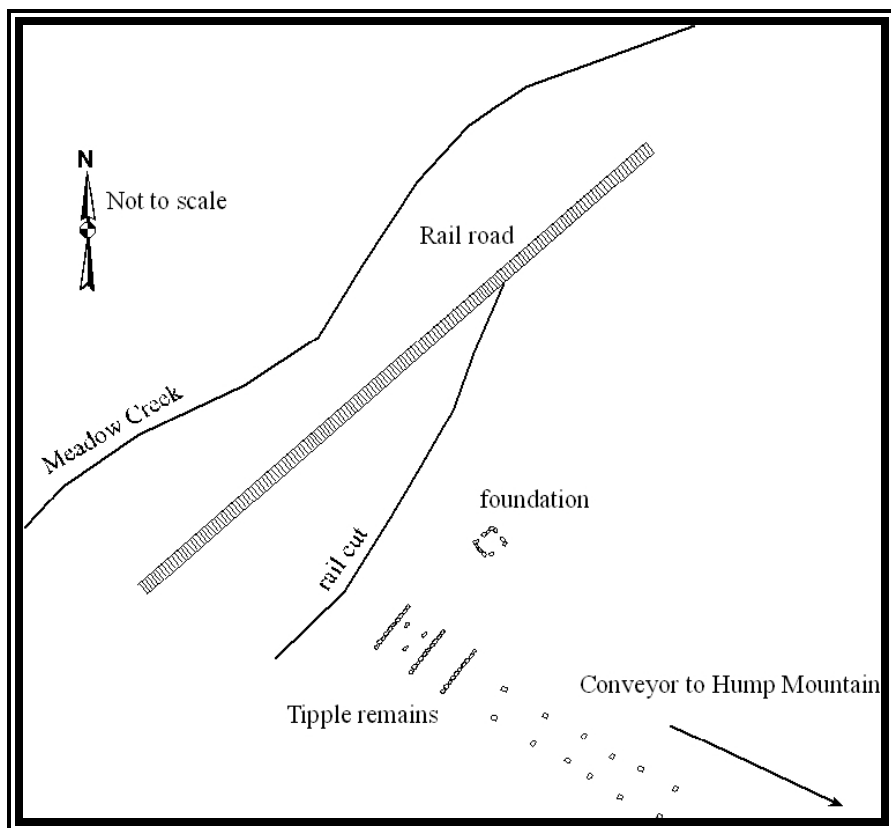 N
Not to scale
Rail road
Meadow Creek
foundation
rail cut
Conveyor to Hump Mountain
Tipple remains